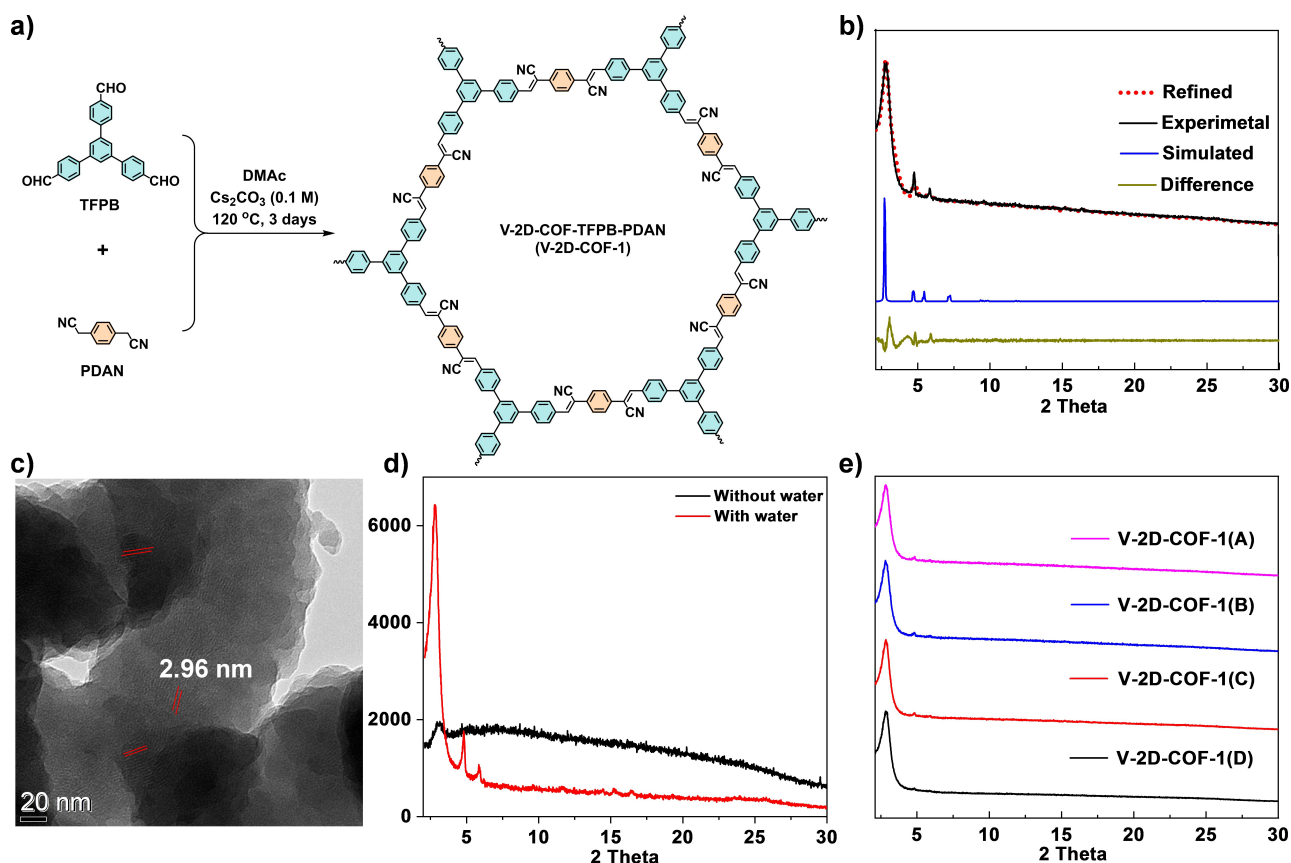 a)
CHO
OHC
CHO
TFPB
+
NC
CN
PDAN
DMAc
Cs₂CO₃ (0.1 M)
120 °C, 3 days
CN
CN
CN
CN
NC
NC
V-2D-COF-TFPB-PDAN
(V-2D-COF-1)
CN
CN
NC
NC
NC
CN
b)
Refined
Experimetal
Simulated
Difference
5
10
15
20
25
30
2 Theta
c)
2.96 nm
20 nm
d)
Without water
With water
6000
4000
2000
0
5
10
15
20
25
30
2 Theta
e)
V-2D-COF-1(A)
V-2D-COF-1(B)
V-2D-COF-1(C)
V-2D-COF-1(D)
5
10
15
20
25
30
2 Theta